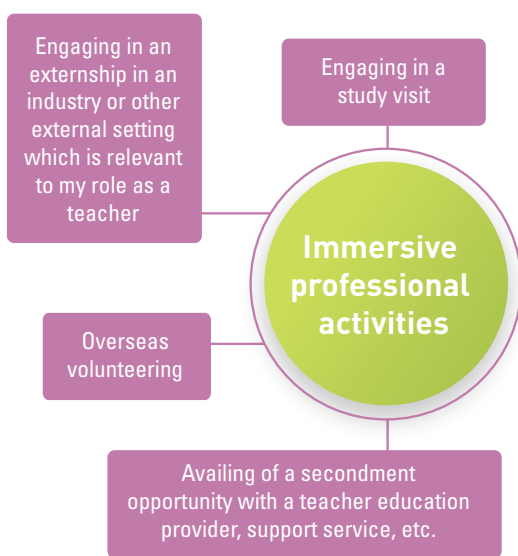 Engaging in an
externship in an
industry or other
external setting
which is relevant
to my role as a
teacher
Engaging in a
study visit
Immersive
professional
activities
Overseas
volunteering
Availing of a secondment
opportunity with a teacher education
provider, support service, etc.